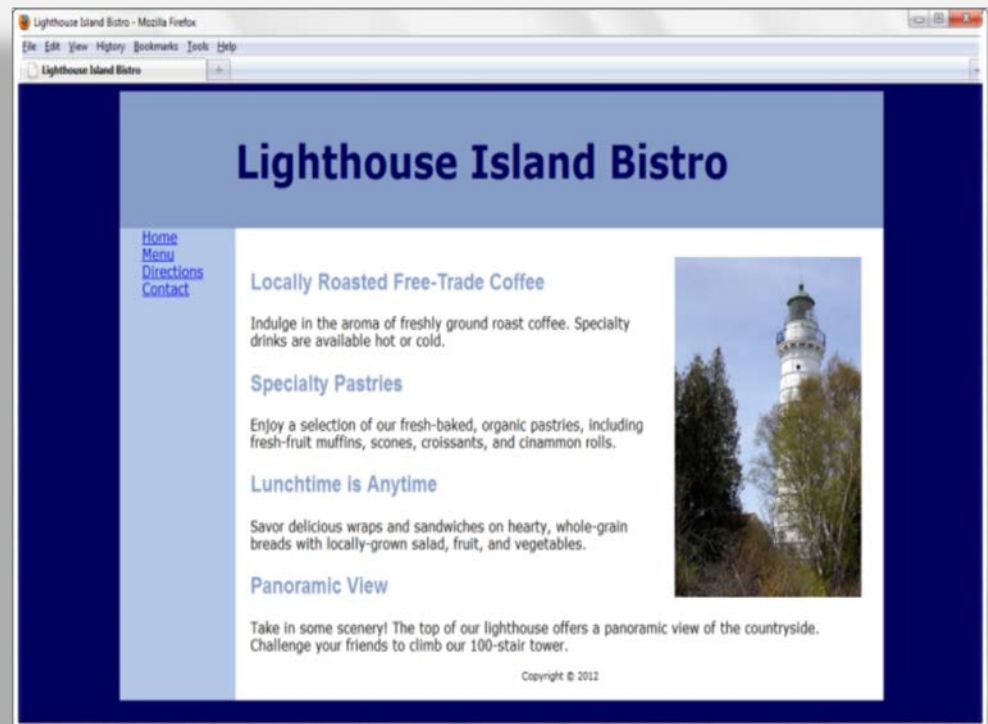 Lighthouse Island Bistro - Mozilla Firefox
File Edit View History Bookmarks Tools Help
Lighthouse Island Bistro
Lighthouse Island Bistro
Home
Menu
Directions
Contact
Locally Roasted Free-Trade Coffee
Indulge in the aroma of freshly ground roast coffee. Specialty
drinks are available hot or cold.
Specialty Pastries
Enjoy a selection of our fresh-baked, organic pastries, including
fresh-fruit muffins, scones, croissants, and cinammon rolls.
Lunchtime is Anytime
Savor delicious wraps and sandwiches on hearty, whole-grain
breads with locally-grown salad, fruit, and vegetables.
Panoramic View
Take in some scenery! The top of our lighthouse offers a panoramic view of the countryside.
Challenge your friends to climb our 100-stair tower.
Copyright © 2012